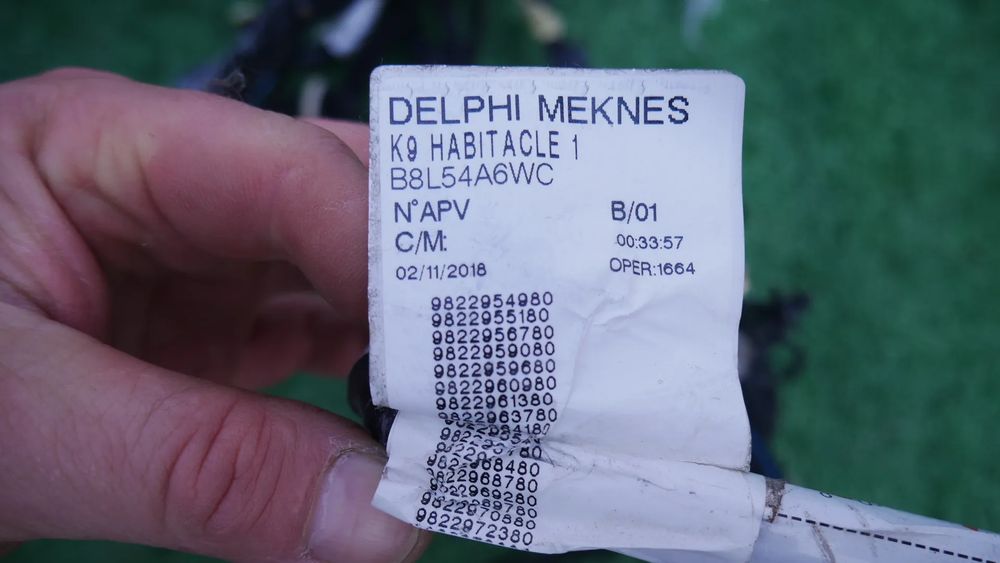 DELPHI MEKNES
K9 HABITACLE 1
B8L54A6WC
N°APV B/01
C/M: 00:33:57
02/11/2018 OPER:1664
9822954980
9822955180
9822956780
9822959080
9822959680
9822960980
9822961380
9822963780
9822968480
9822968780
9822969280
9822970880
9822972380